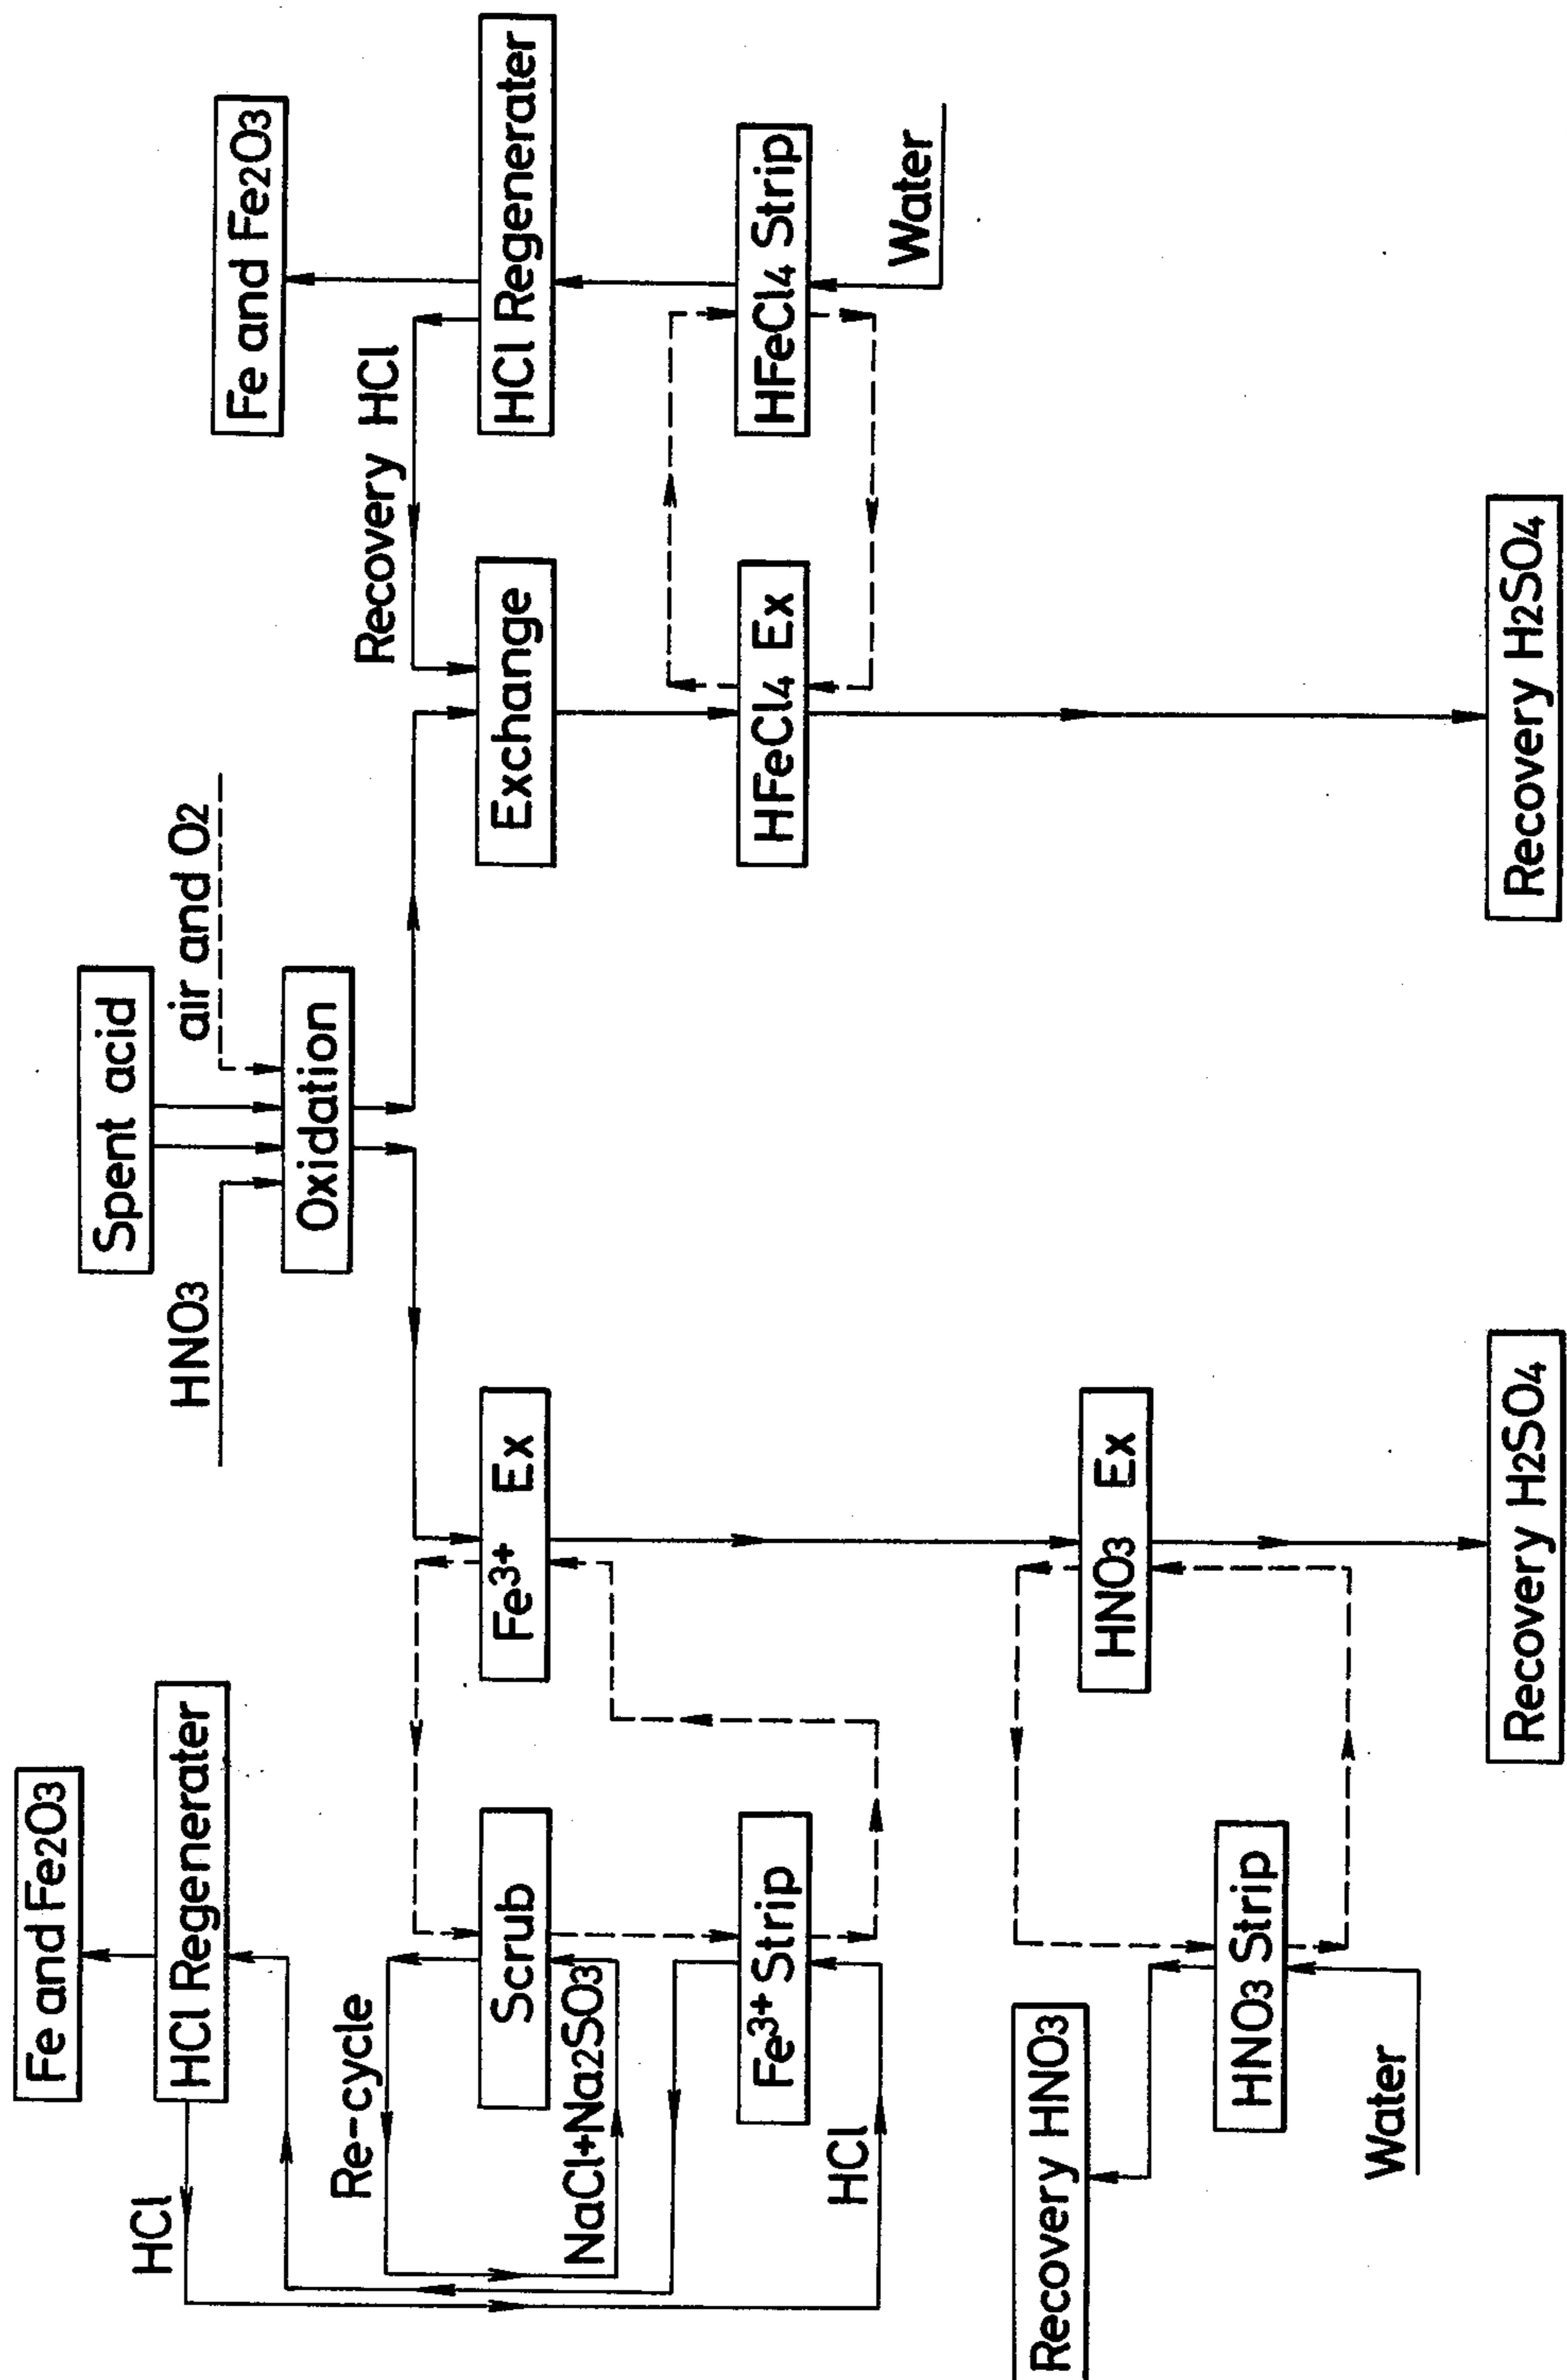 Spent acid
HNO3
air and O2
Oxidation
Fe and Fe2O3
HCl Regenerater
HCl
Re-cycle
Scrub
NaCl+Na2SO3
Fe3+ Strip
HCl
Fe3+ Ex
HNO3 Ex
Recovery HNO3
HNO3 Strip
Water
Recovery H2SO4
Fe and Fe2O3
HCl Regenerater
Recovery HCl
Exchange
HFeCl4 Ex
HFeCl4 Strip
Water
Recovery H2SO4